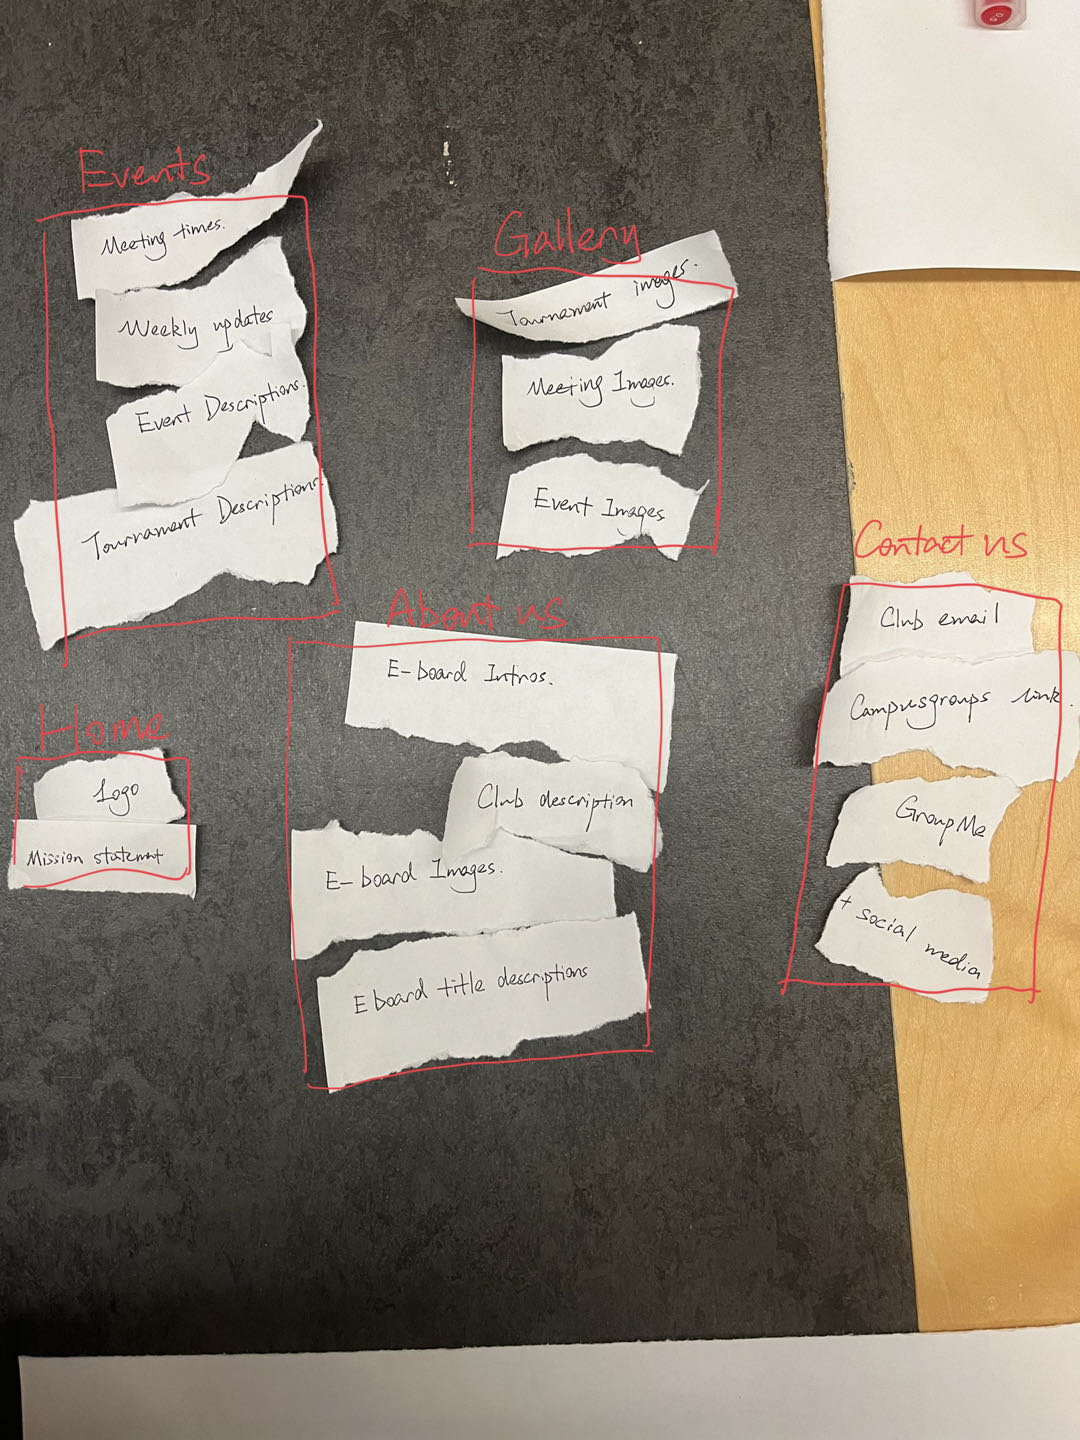 Events
Meeting times.
Weekly updates
Event Descriptions.
Tournament Descriptions.
Gallery
Tournament images.
Meeting Images.
Event Images
Contact us
Club email
Campusgroups link.
GroupMe
+ social media
About us
E-board Intros.
Club description
E-board Images.
Eboard title descriptions
Home
Logo
Mission statement